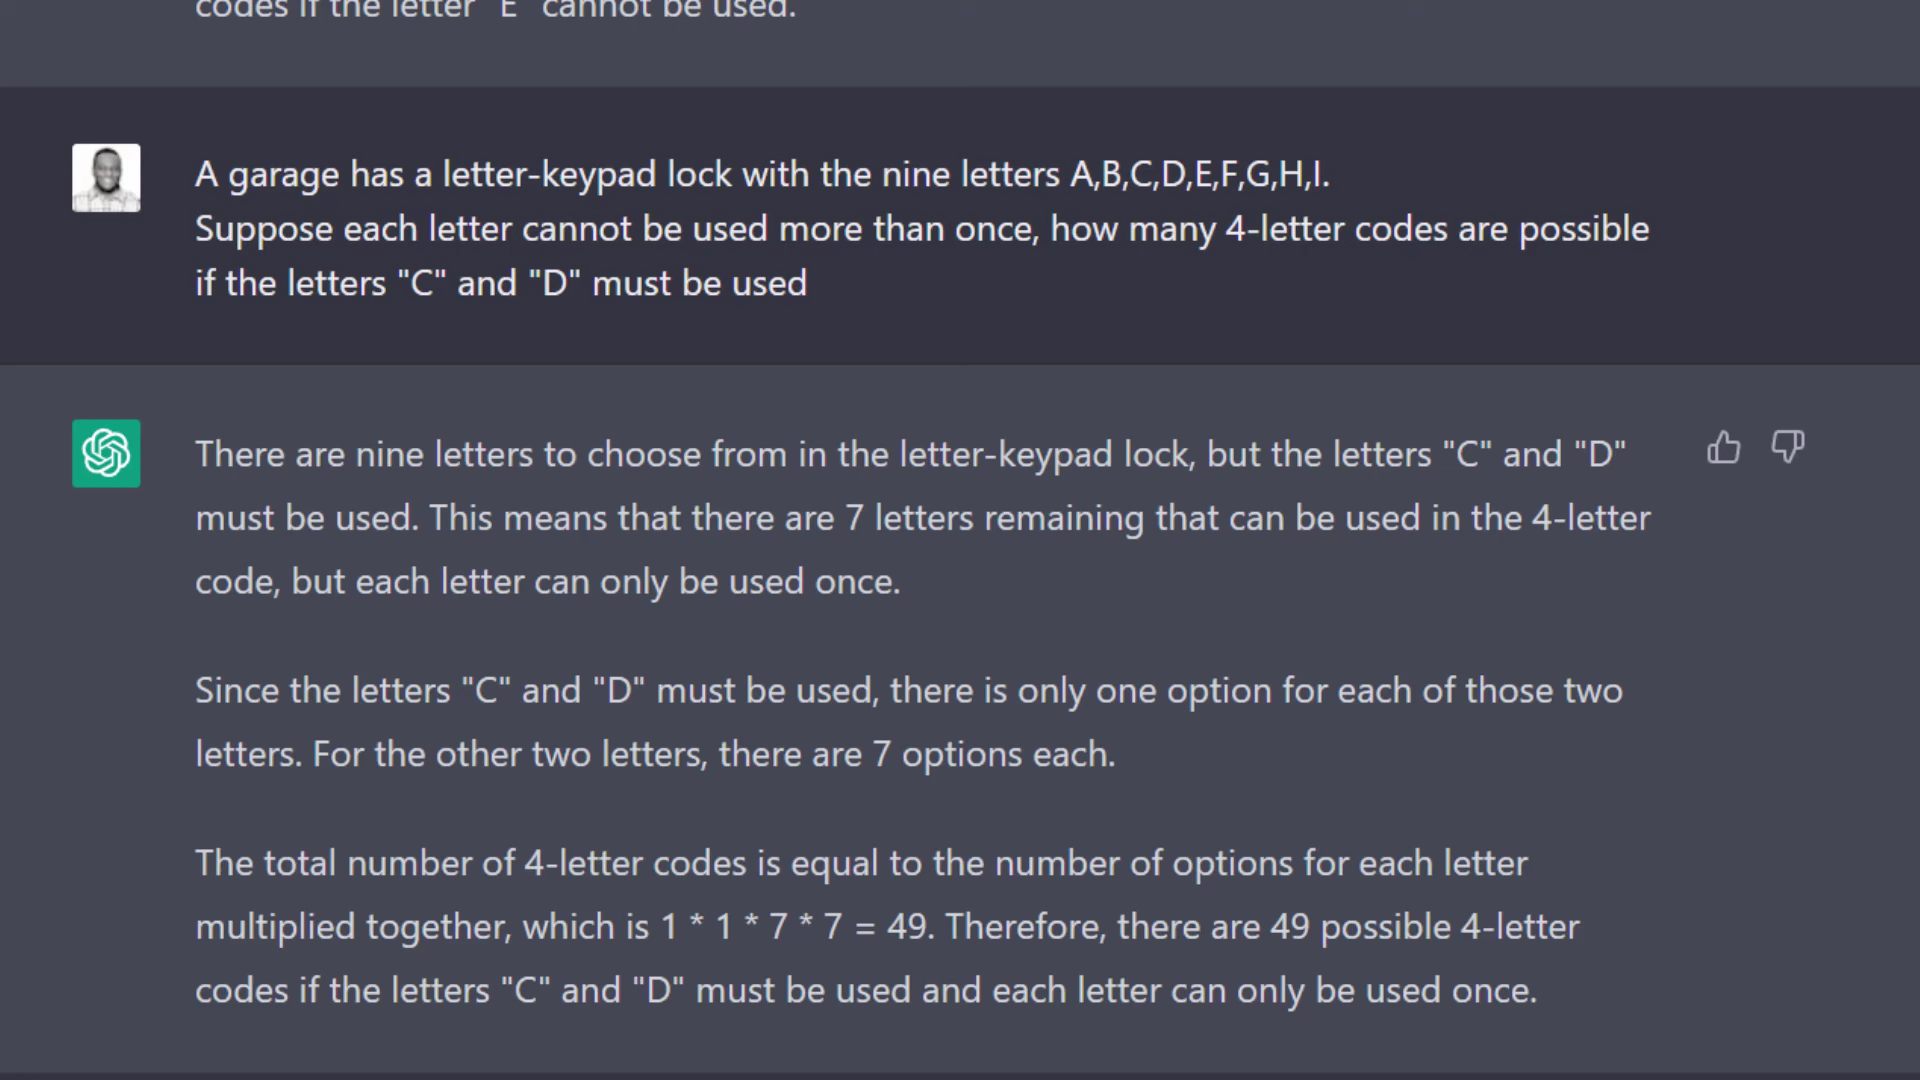 codes if the letter "E" cannot be used.
A garage has a letter-keypad lock with the nine letters A,B,C,D,E,F,G,H,I.
Suppose each letter cannot be used more than once, how many 4-letter codes are possible
if the letters "C" and "D" must be used
There are nine letters to choose from in the letter-keypad lock, but the letters "C" and "D"
must be used. This means that there are 7 letters remaining that can be used in the 4-letter
code, but each letter can only be used once.
Since the letters "C" and "D" must be used, there is only one option for each of those two
letters. For the other two letters, there are 7 options each.
The total number of 4-letter codes is equal to the number of options for each letter
multiplied together, which is 1 * 1 * 7 * 7 = 49. Therefore, there are 49 possible 4-letter
codes if the letters "C" and "D" must be used and each letter can only be used once.